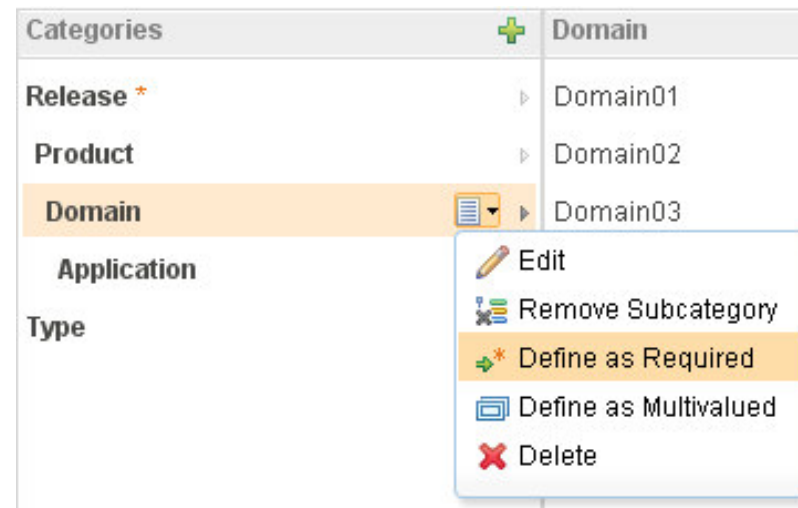 Categories
Domain
Release *
Domain01
Product
Domain02
Domain
Domain03
Application
Type
Edit
Remove Subcategory
Define as Required
Define as Multivalued
Delete